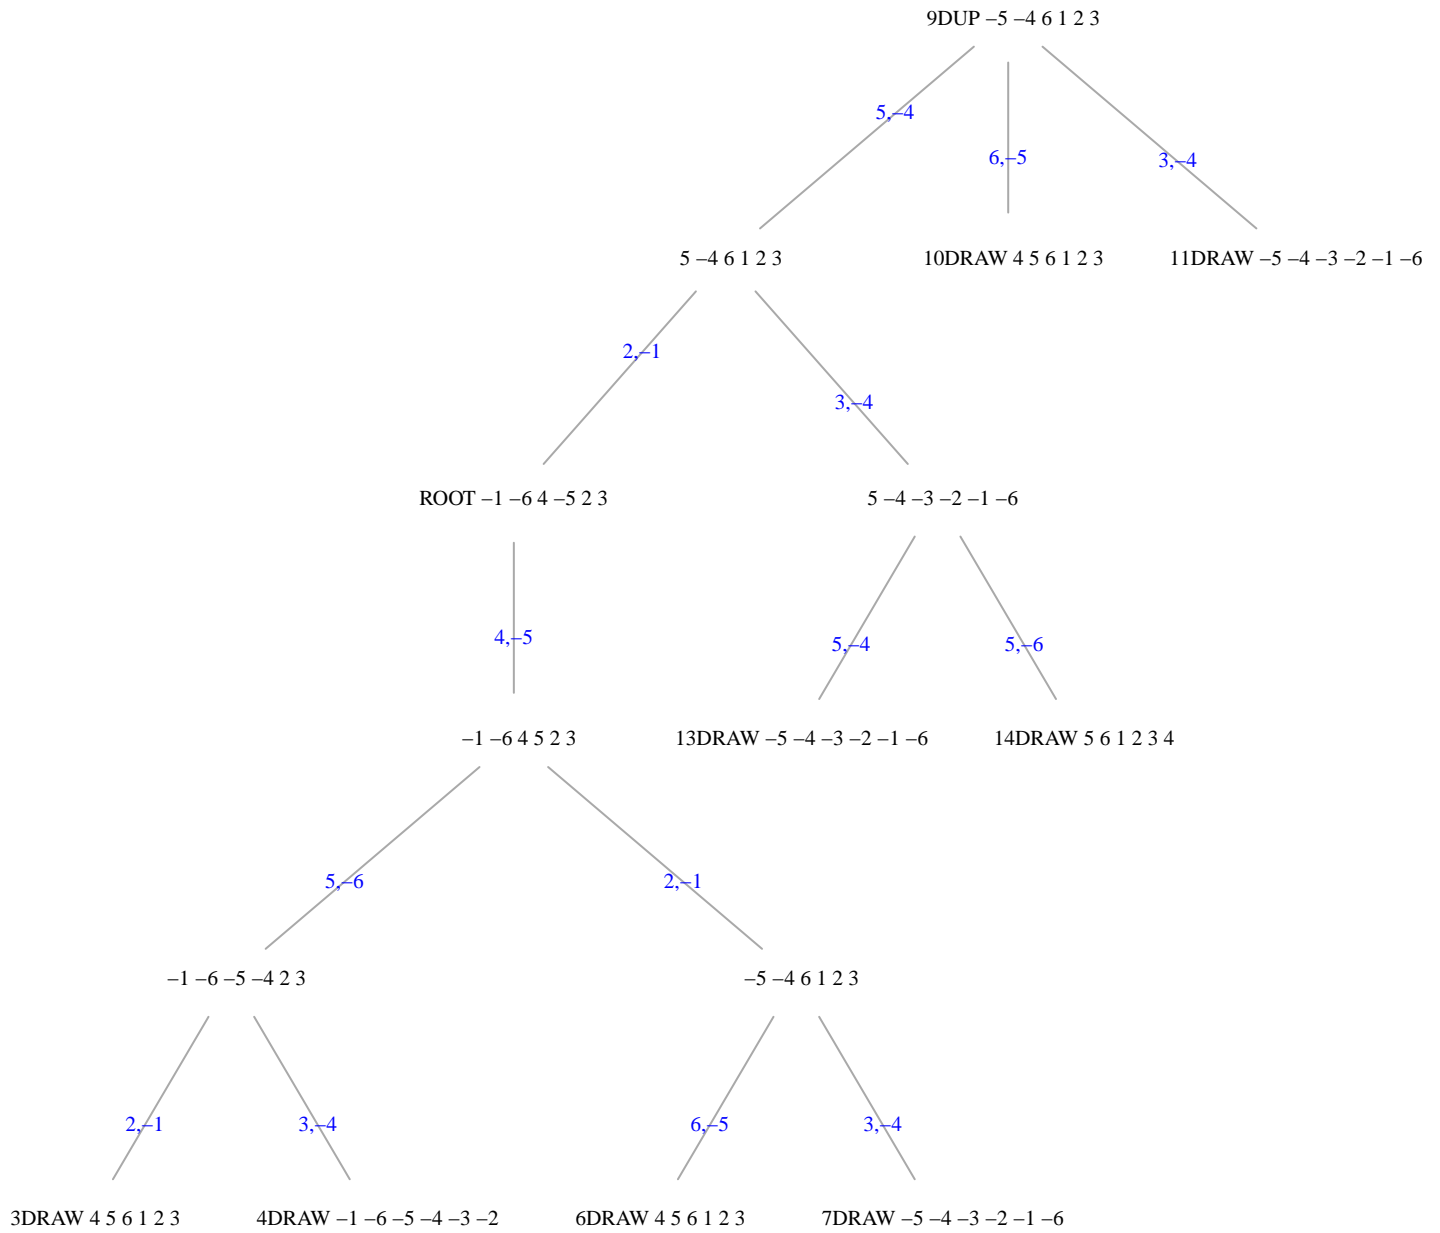 9DUP −5 −4 6 1 2 3
5,−4
6,−5
3,−4
5 −4 6 1 2 3
10DRAW 4 5 6 1 2 3
11DRAW −5 −4 −3 −2 −1 −6
2,−1
3,−4
ROOT −1 −6 4 −5 2 3
5 −4 −3 −2 −1 −6
4,−5
5,−4
5,−6
−1 −6 4 5 2 3
13DRAW −5 −4 −3 −2 −1 −6
14DRAW 5 6 1 2 3 4
5,−6
2,−1
−1 −6 −5 −4 2 3
−5 −4 6 1 2 3
2,−1
3,−4
6,−5
3,−4
3DRAW 4 5 6 1 2 3
4DRAW −1 −6 −5 −4 −3 −2
6DRAW 4 5 6 1 2 3
7DRAW −5 −4 −3 −2 −1 −6